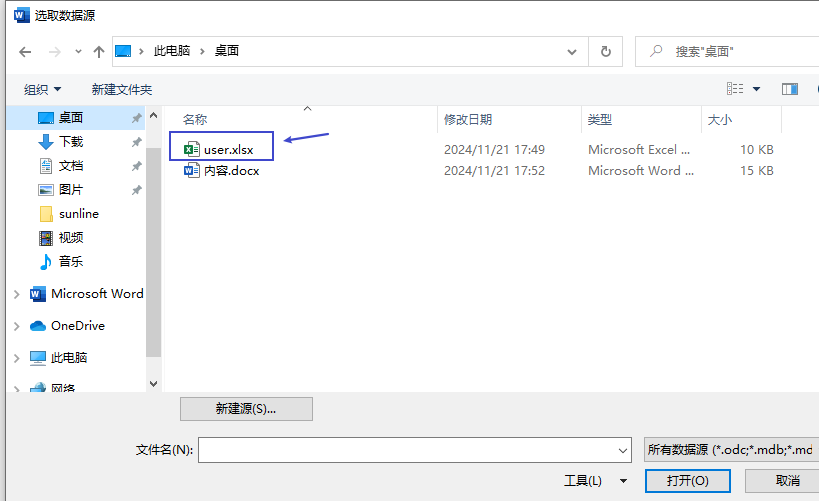 选取数据源
此电脑 桌面 搜索"桌面"
组织 新建文件夹
名称 修改日期 类型 大小
桌面
下载
文档
图片
sunline
视频
音乐
Microsoft Word
OneDrive
此电脑
网络
user.xlsx 2024/11/21 17:49 Microsoft Excel ... 10 KB
内容.docx 2024/11/21 17:52 Microsoft Word ... 15 KB
新建源(S)...
文件名(N): 所有数据源 (*.odc;*.mdb;*.md
工具(L) 打开(O) 取消